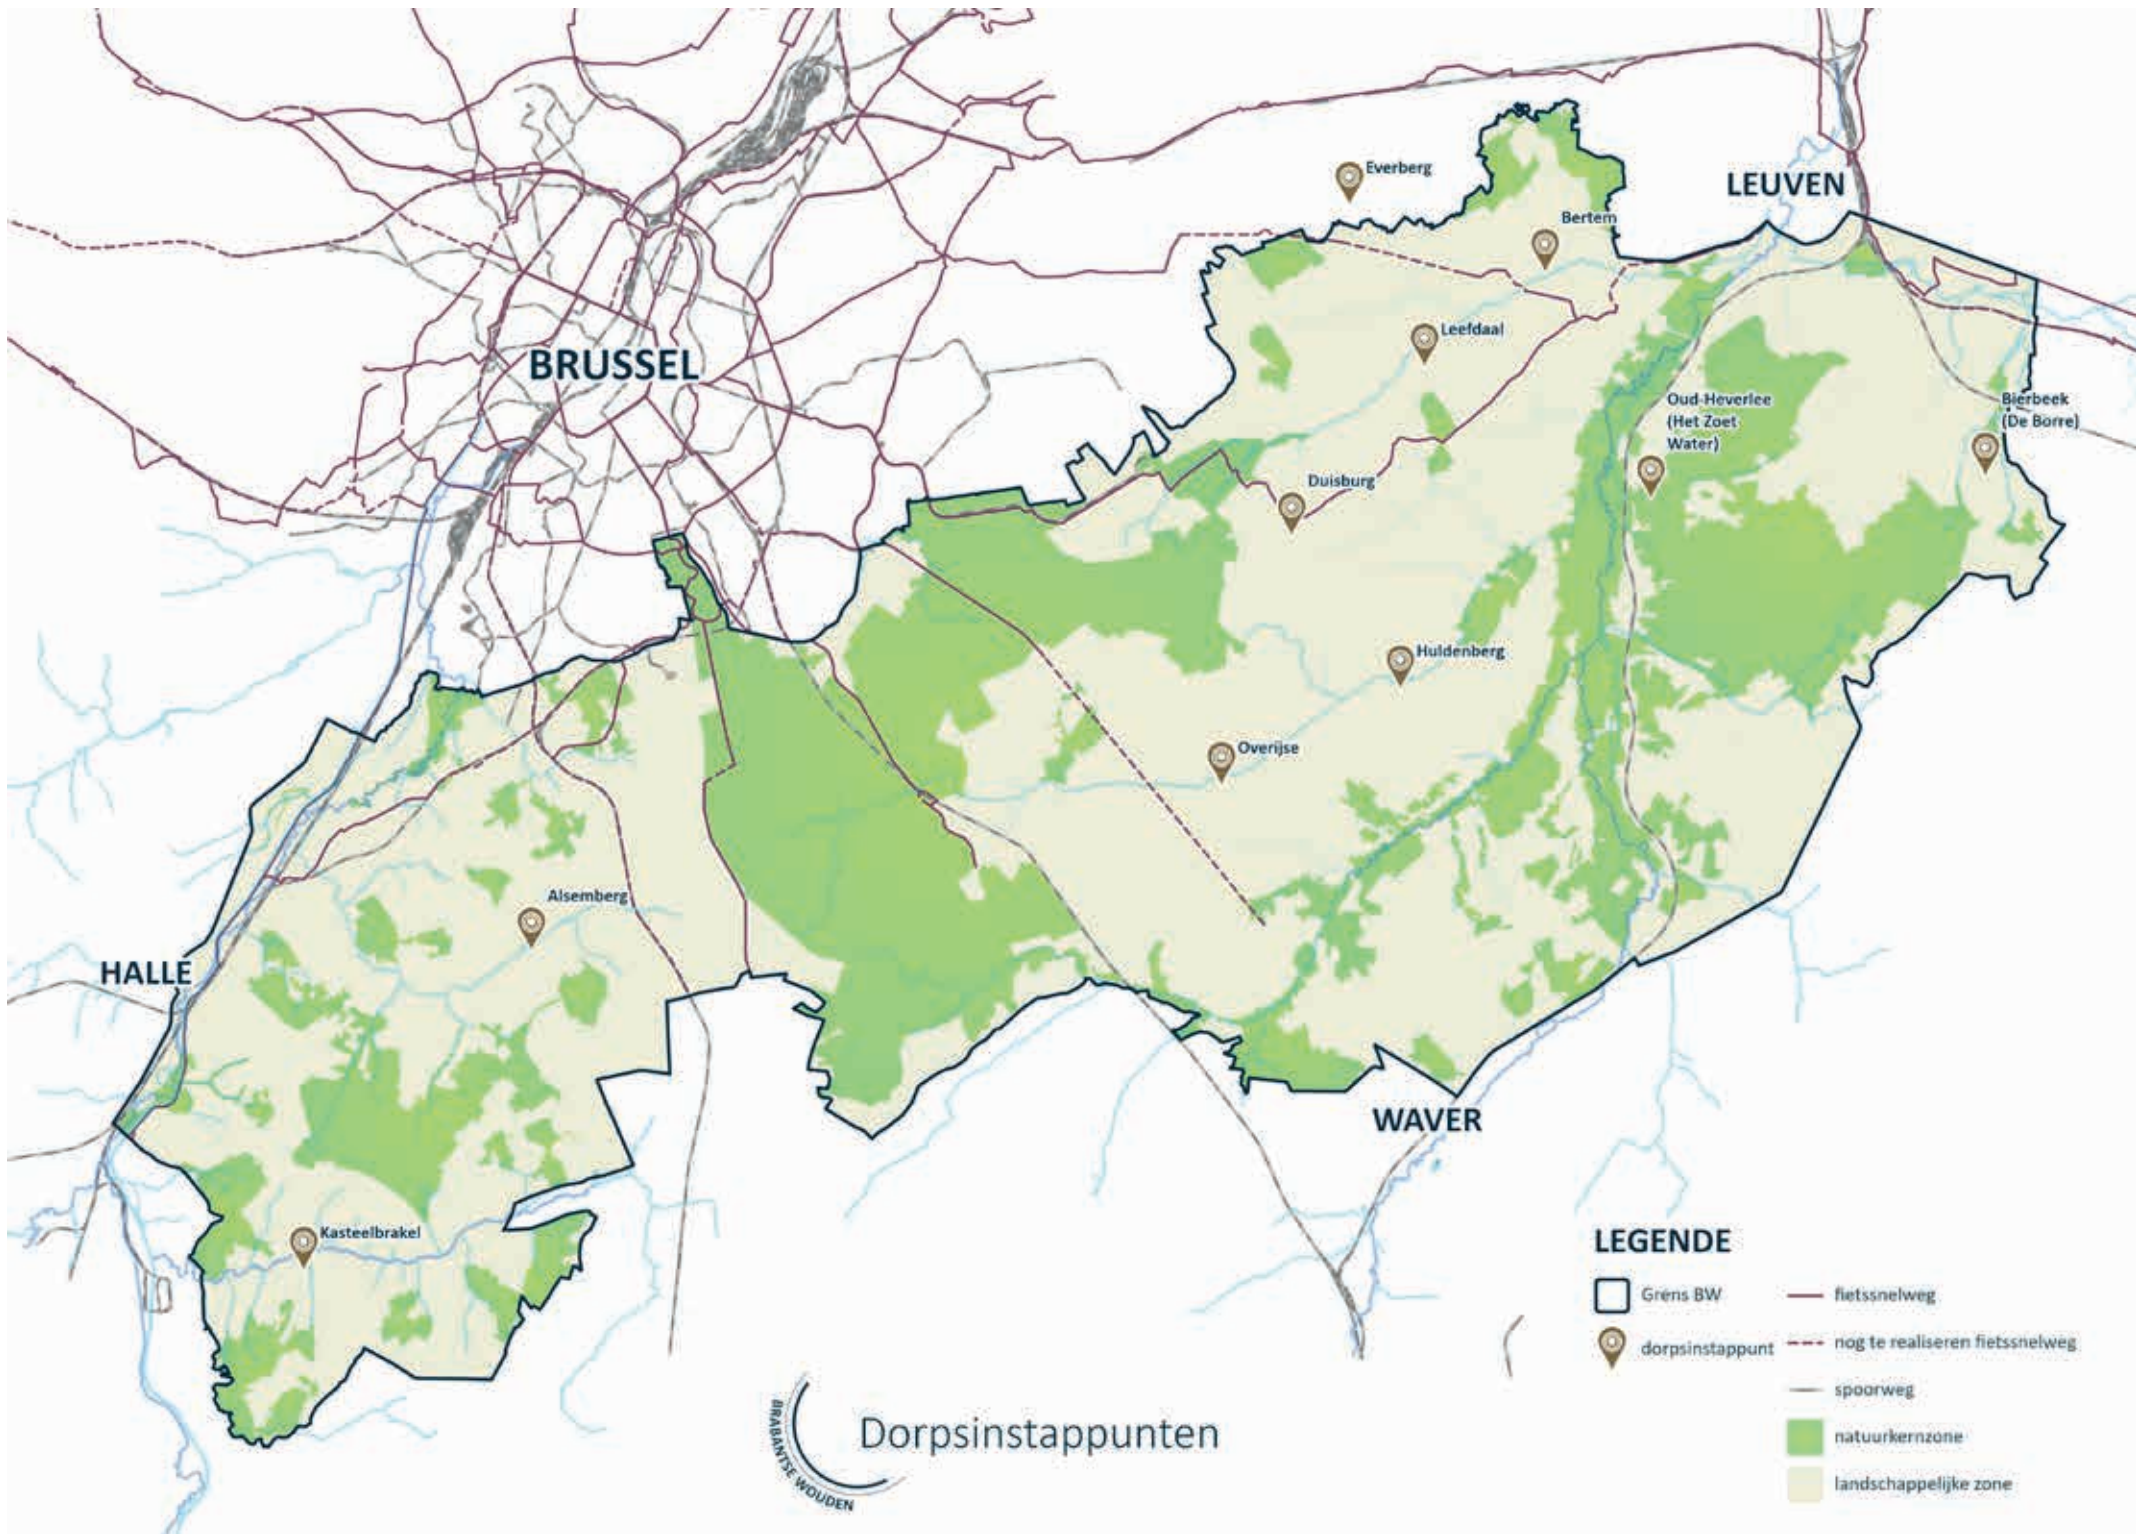 Everberg
LEUVEN
Bertem
Leefdaal
BRUSSEL
Oud-Heverlee
(Het Zoet
Water)
Bierbeek
(De Borre)
Duisburg
Huldenberg
Overijse
Alsemberg
HALLE
WAVER
Kasteelbrakel
LEGENDE
Grens BW
dorpsinstappunt
fietssnelweg
nog te realiseren fietssnelweg
spoorweg
natuurkernzone
landschappelijke zone
BRABANTSE WOUDEN
Dorpsinstappunten